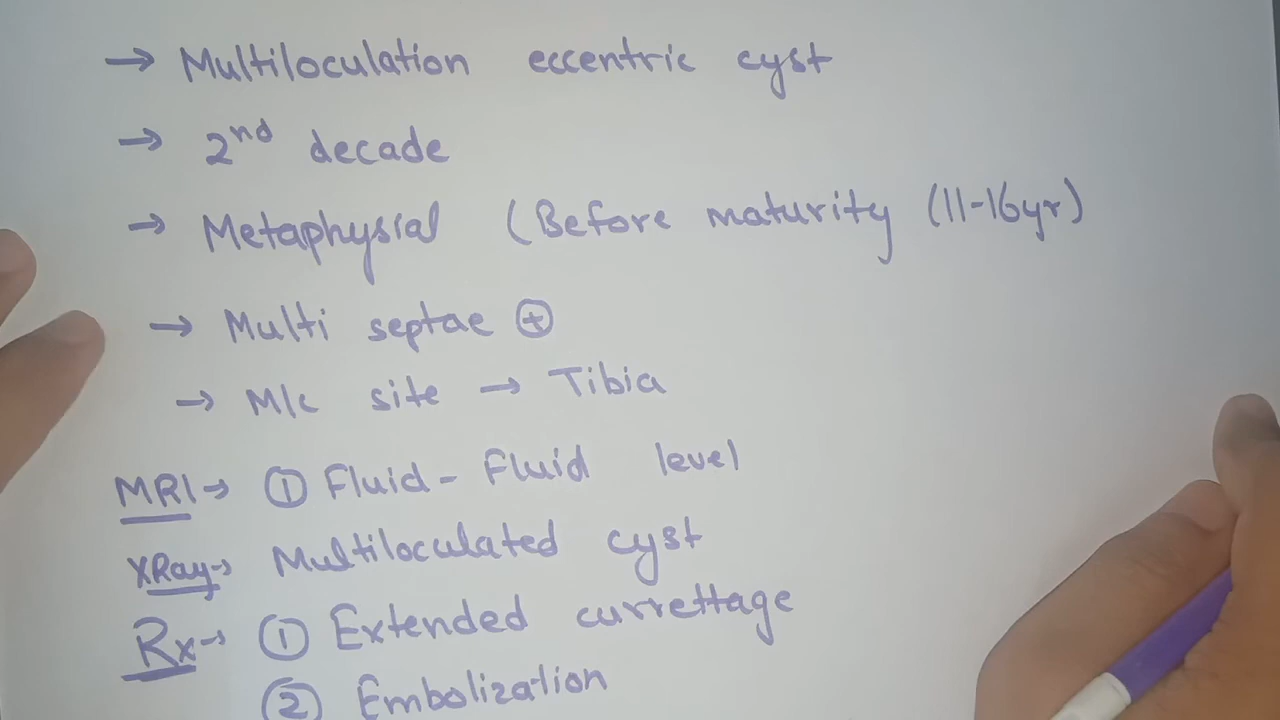 → Multiloculation eccentric cyst
→ 2nd decade
→ Metaphysial (Before maturity (11-16yr)
→ Multi septae ⊕
→ M/c site → Tibia
MRI → ① Fluid-Fluid level
XRay → Multiloculated cyst
Rx → ① Extended currettage
② Embolization